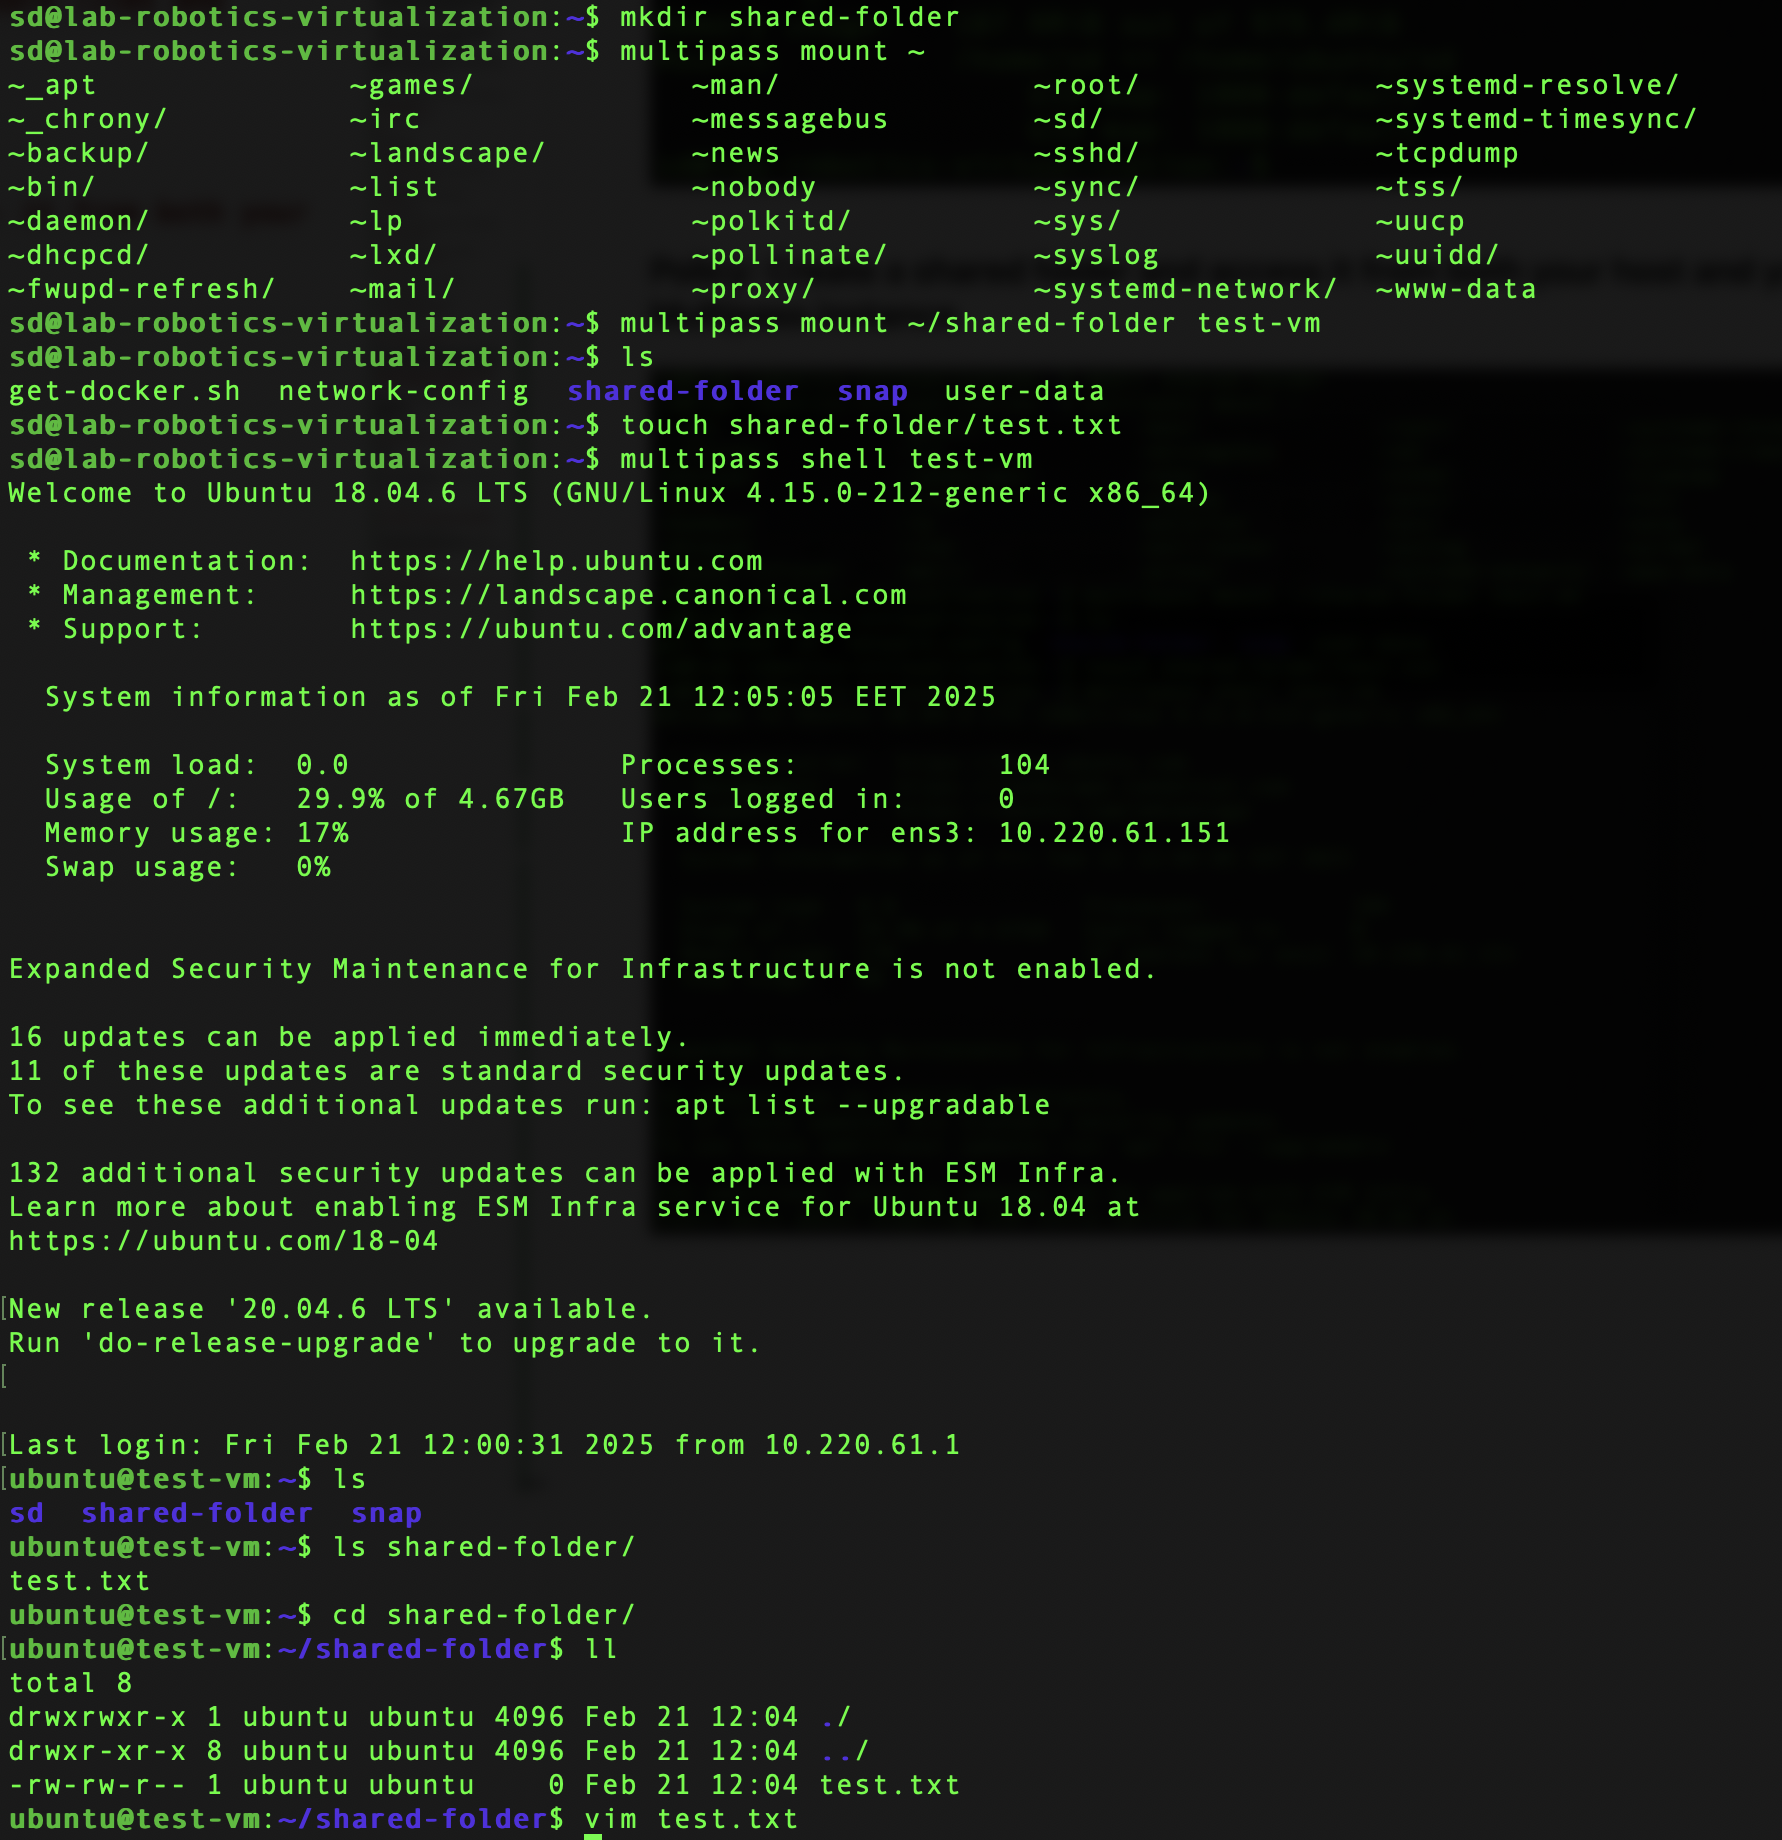 sd@lab-robotics-virtualization:~$ mkdir shared-folder
sd@lab-robotics-virtualization:~$ multipass mount ~
~_apt ~games/ ~man/ ~root/ ~systemd-resolve/
~_chrony/ ~irc ~messagebus ~sd/ ~systemd-timesync/
~backup/ ~landscape/ ~news ~sshd/ ~tcpdump
~bin/ ~list ~nobody ~sync/ ~tss/
~daemon/ ~lp ~polkitd/ ~sys/ ~uucp
~dhcpcd/ ~lxd/ ~pollinate/ ~syslog ~uuidd/
~fwupd-refresh/ ~mail/ ~proxy/ ~systemd-network/ ~www-data
sd@lab-robotics-virtualization:~$ multipass mount ~/shared-folder test-vm
sd@lab-robotics-virtualization:~$ ls
get-docker.sh network-config shared-folder snap user-data
sd@lab-robotics-virtualization:~$ touch shared-folder/test.txt
sd@lab-robotics-virtualization:~$ multipass shell test-vm
Welcome to Ubuntu 18.04.6 LTS (GNU/Linux 4.15.0-212-generic x86_64)
* Documentation: https://help.ubuntu.com
* Management: https://landscape.canonical.com
* Support: https://ubuntu.com/advantage
System information as of Fri Feb 21 12:05:05 EET 2025
System load: 0.0 Processes: 104
Usage of /: 29.9% of 4.67GB Users logged in: 0
Memory usage: 17% IP address for ens3: 10.220.61.151
Swap usage: 0%
Expanded Security Maintenance for Infrastructure is not enabled.
16 updates can be applied immediately.
11 of these updates are standard security updates.
To see these additional updates run: apt list --upgradable
132 additional security updates can be applied with ESM Infra.
Learn more about enabling ESM Infra service for Ubuntu 18.04 at
https://ubuntu.com/18-04
New release '20.04.6 LTS' available.
Run 'do-release-upgrade' to upgrade to it.
Last login: Fri Feb 21 12:00:31 2025 from 10.220.61.1
ubuntu@test-vm:~$ ls
sd shared-folder snap
ubuntu@test-vm:~$ ls shared-folder/
test.txt
ubuntu@test-vm:~$ cd shared-folder/
ubuntu@test-vm:~/shared-folder$ ll
total 8
drwxrwxr-x 1 ubuntu ubuntu 4096 Feb 21 12:04 ./
drwxr-xr-x 8 ubuntu ubuntu 4096 Feb 21 12:04 ../
-rw-rw-r-- 1 ubuntu ubuntu 0 Feb 21 12:04 test.txt
ubuntu@test-vm:~/shared-folder$ vim test.txt